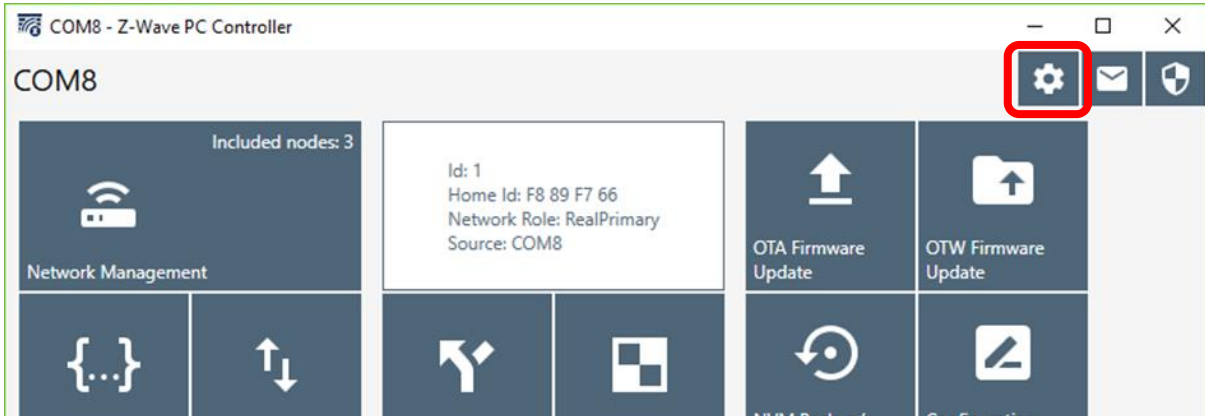 COM8 - Z-Wave PC Controller
COM8
Included nodes: 3
Network Management
Id: 1
Home Id: F8 89 F7 66
Network Role: RealPrimary
Source: COM8
OTA Firmware
Update
OTW Firmware
Update
{...}